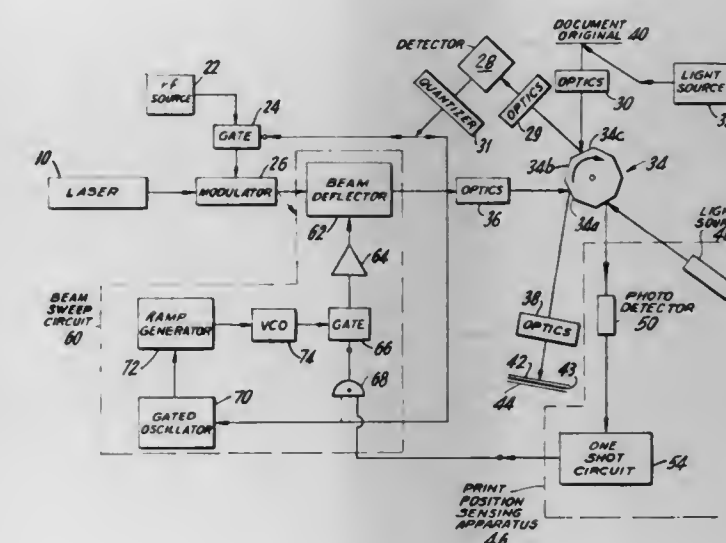 DOCUMENT
ORIGINAL 40
DETECTOR
28
22
rf
SOURCE
OPTICS
30
LIGHT
SOURCE
QUANTIZER
31
OPTICS
29
24
GATE
34c
34b
34
10
LASER
26
MODULATOR
BEAM
DEFLECTOR
62
OPTICS
36
34a
LIGHT
64
BEAM
SWEEP
CIRCUIT
60
RAMP
GENERATOR
72
VCO
74
GATE
66
38
OPTICS
PHOTO
DETECTOR
50
42
43
44
68
70
GATED
OSCILLATOR
ONE
SHOT
CIRCUIT
54
PRINT
POSITION
SENSING
APPARATUS
46